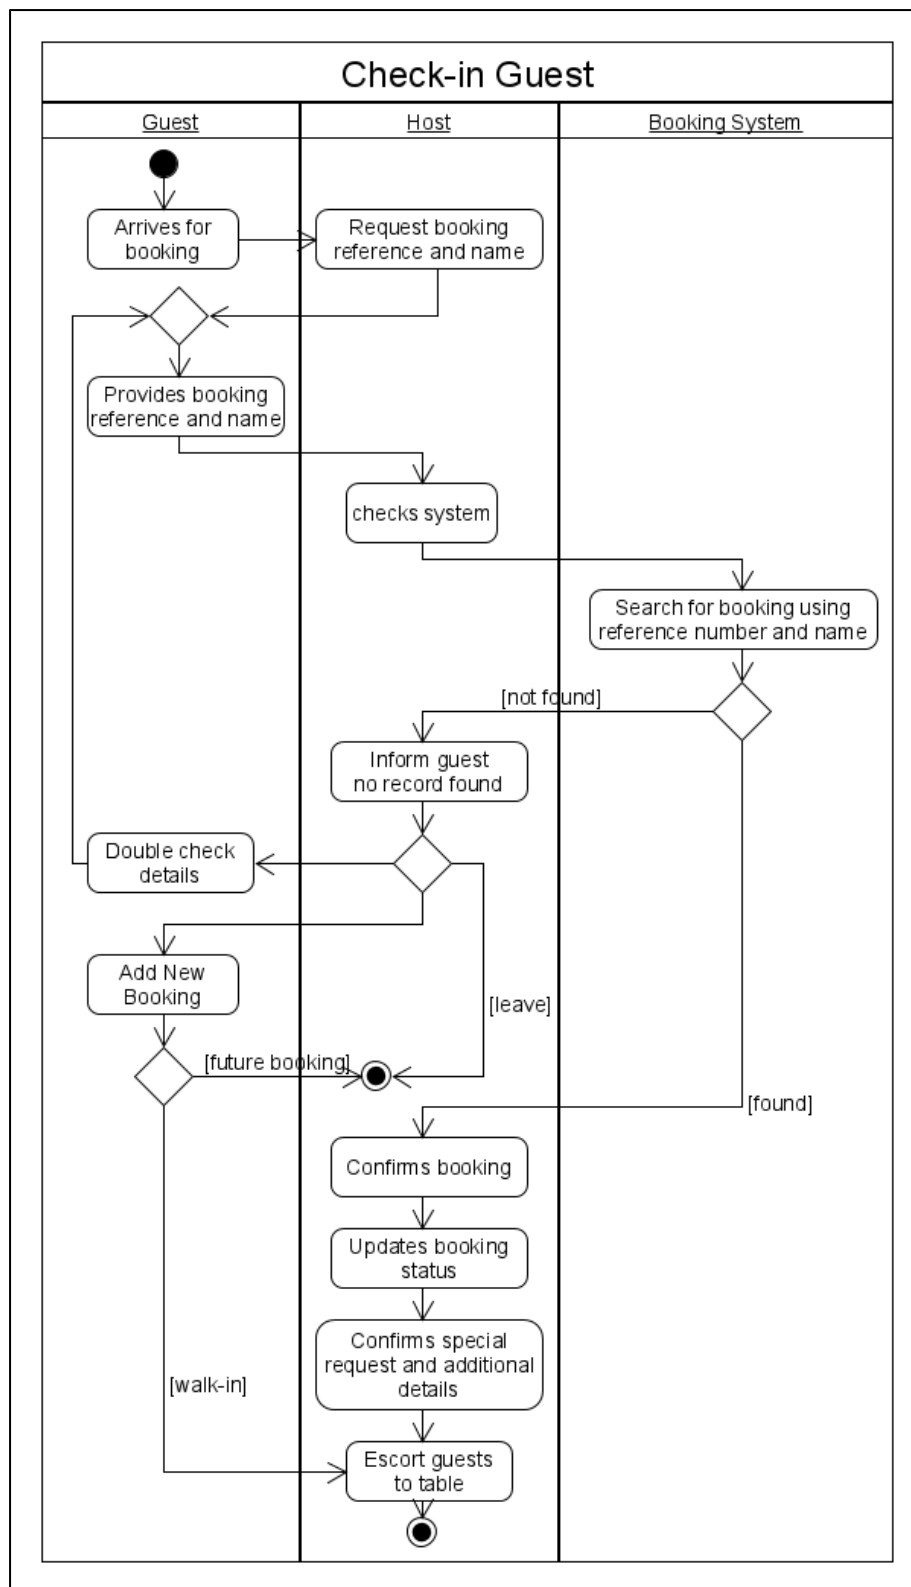 Check-in Guest
Guest
Host
Booking System
Arrives for
booking
Request booking
reference and name
Provides booking
reference and name
checks system
Search for booking using
reference number and name
[not found]
Inform guest
no record found
Double check
details
Add New
Booking
[leave]
[future booking]
[found]
Confirms booking
Updates booking
status
Confirms special
request and additional
details
[walk-in]
Escort guests
to table